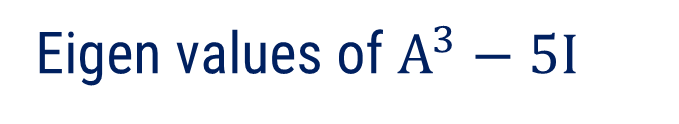 Eigen values of A³ − 5I